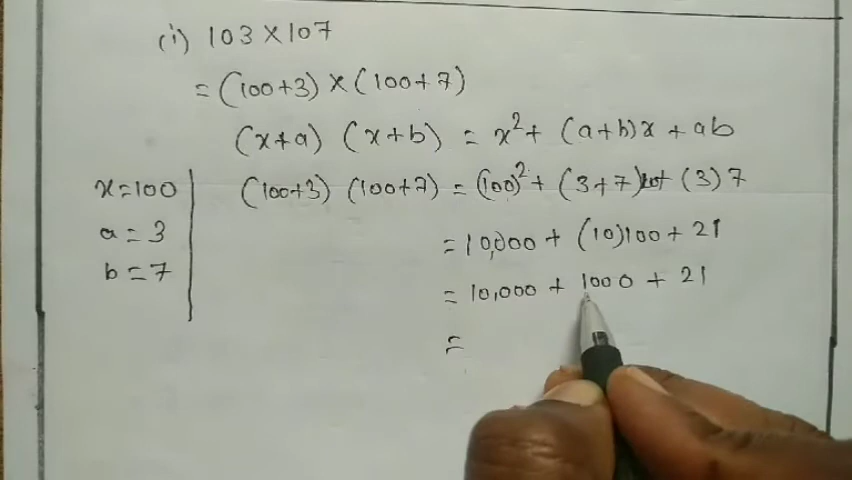 (i) 103 × 107
= (100+3) × (100+7)
(x+a) (x+b) = x² + (a+b)x + ab
x=100
(100+3) (100+7) = (100)² + (3+7)100+ (3) 7
a = 3
= 10,000 + (10)100 + 21
b = 7
= 10,000 + 1000 + 21
=